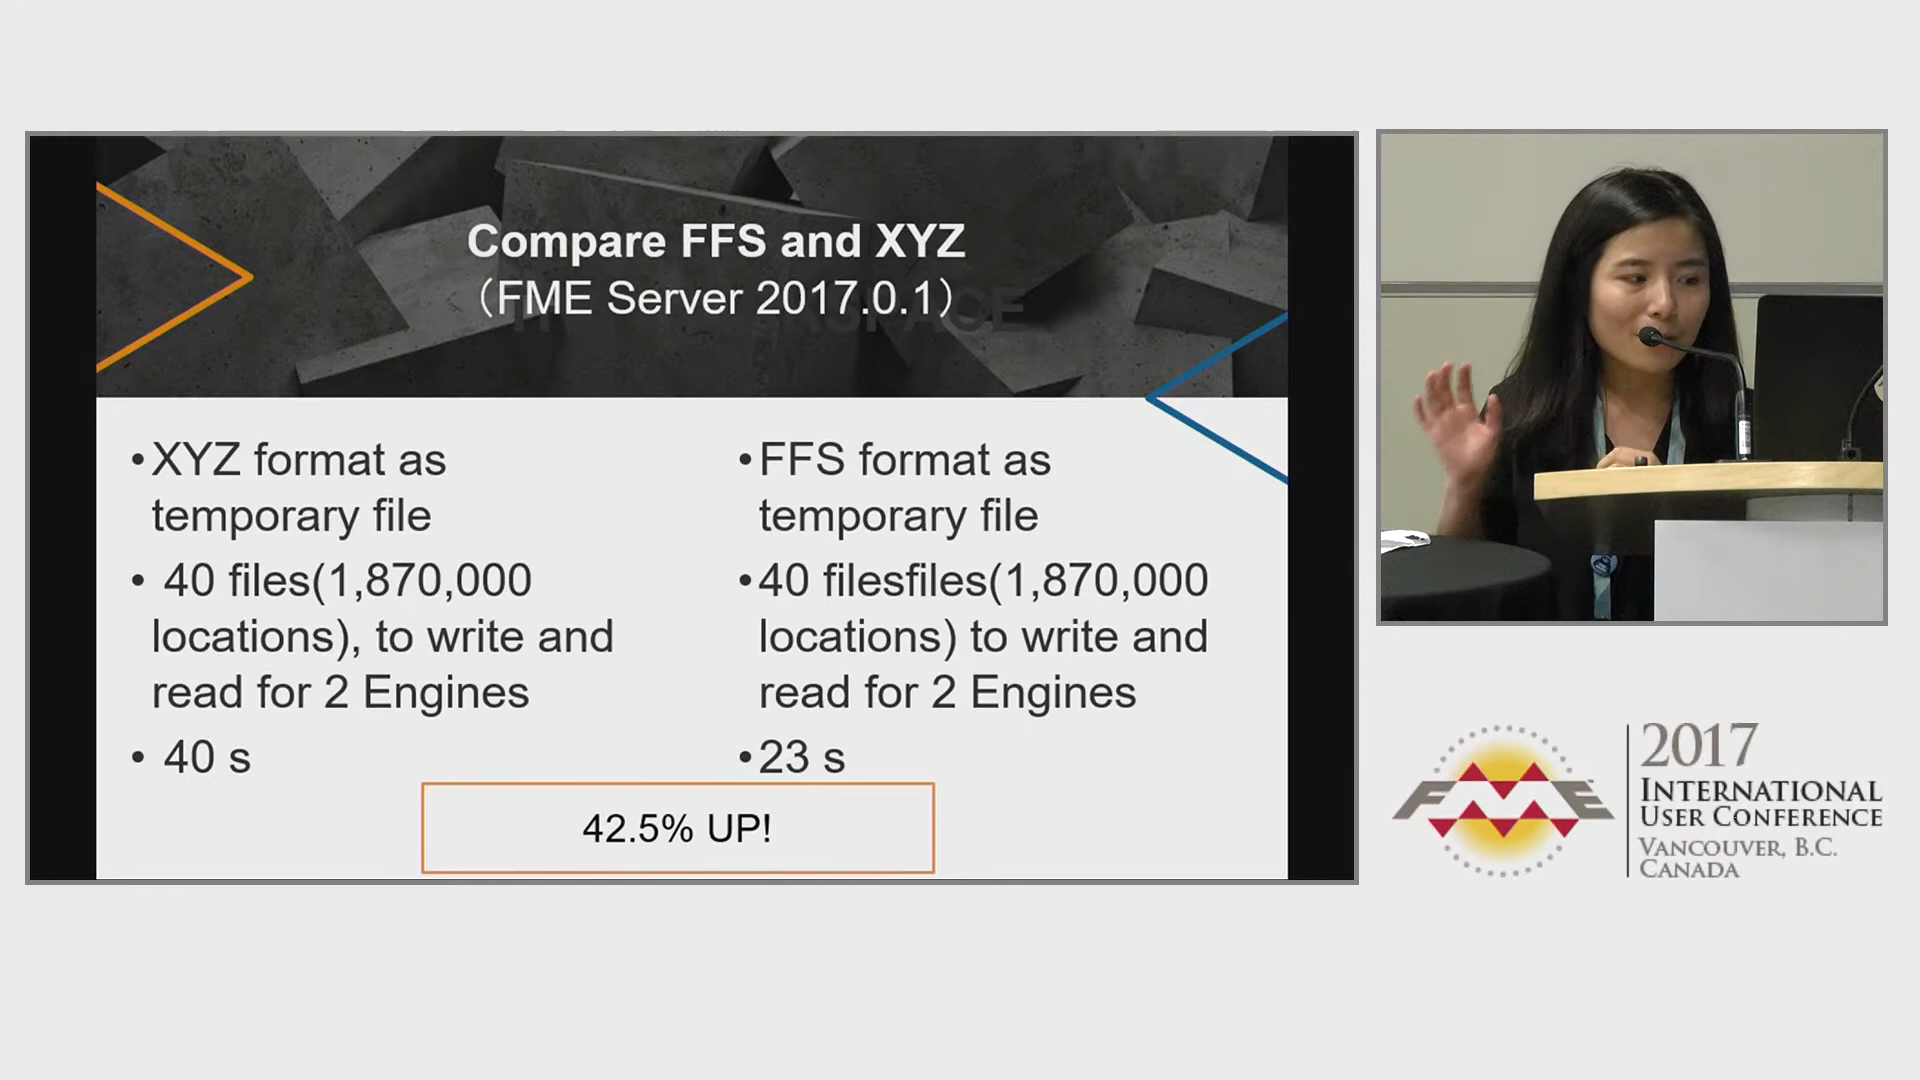 Compare FFS and XYZ
（FME Server 2017.0.1）
•XYZ format as
temporary file
• 40 files(1,870,000
locations), to write and
read for 2 Engines
• 40 s
•FFS format as
temporary file
•40 filesfiles(1,870,000
locations) to write and
read for 2 Engines
•23 s
42.5% UP!
FME
2017
INTERNATIONAL
USER CONFERENCE
VANCOUVER, B.C.
CANADA